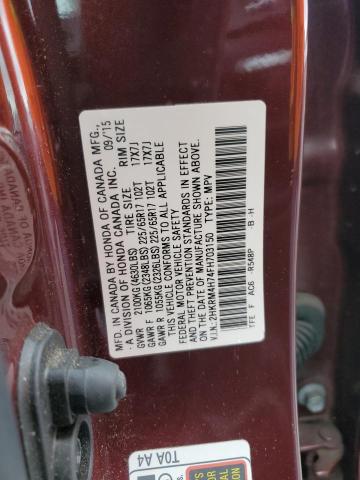 MFD. IN CANADA BY HONDA OF CANADA MFG.,
- A DIVISION OF HONDA CANADA INC. 09/15
GVWR 2100KG(4630LBS) TIRE SIZE RIM SIZE
GAWR F 1065KG(2348LBS) 225/65R17 102T 17X7J
GAWR R 1055KG(2326LBS) 225/65R17 102T 17X7J
THIS VEHICLE CONFORMS TO ALL APPLICABLE
FEDERAL MOTOR VEHICLE SAFETY
AND THEFT PREVENTION STANDARDS IN EFFECT
ON THE DATE OF MANUFACTURE SHOWN ABOVE.
V.I.N.:2HKRM4H74FH703150 TYPE: MPV
TFE F AC6 -R548P B -H
T0A A4